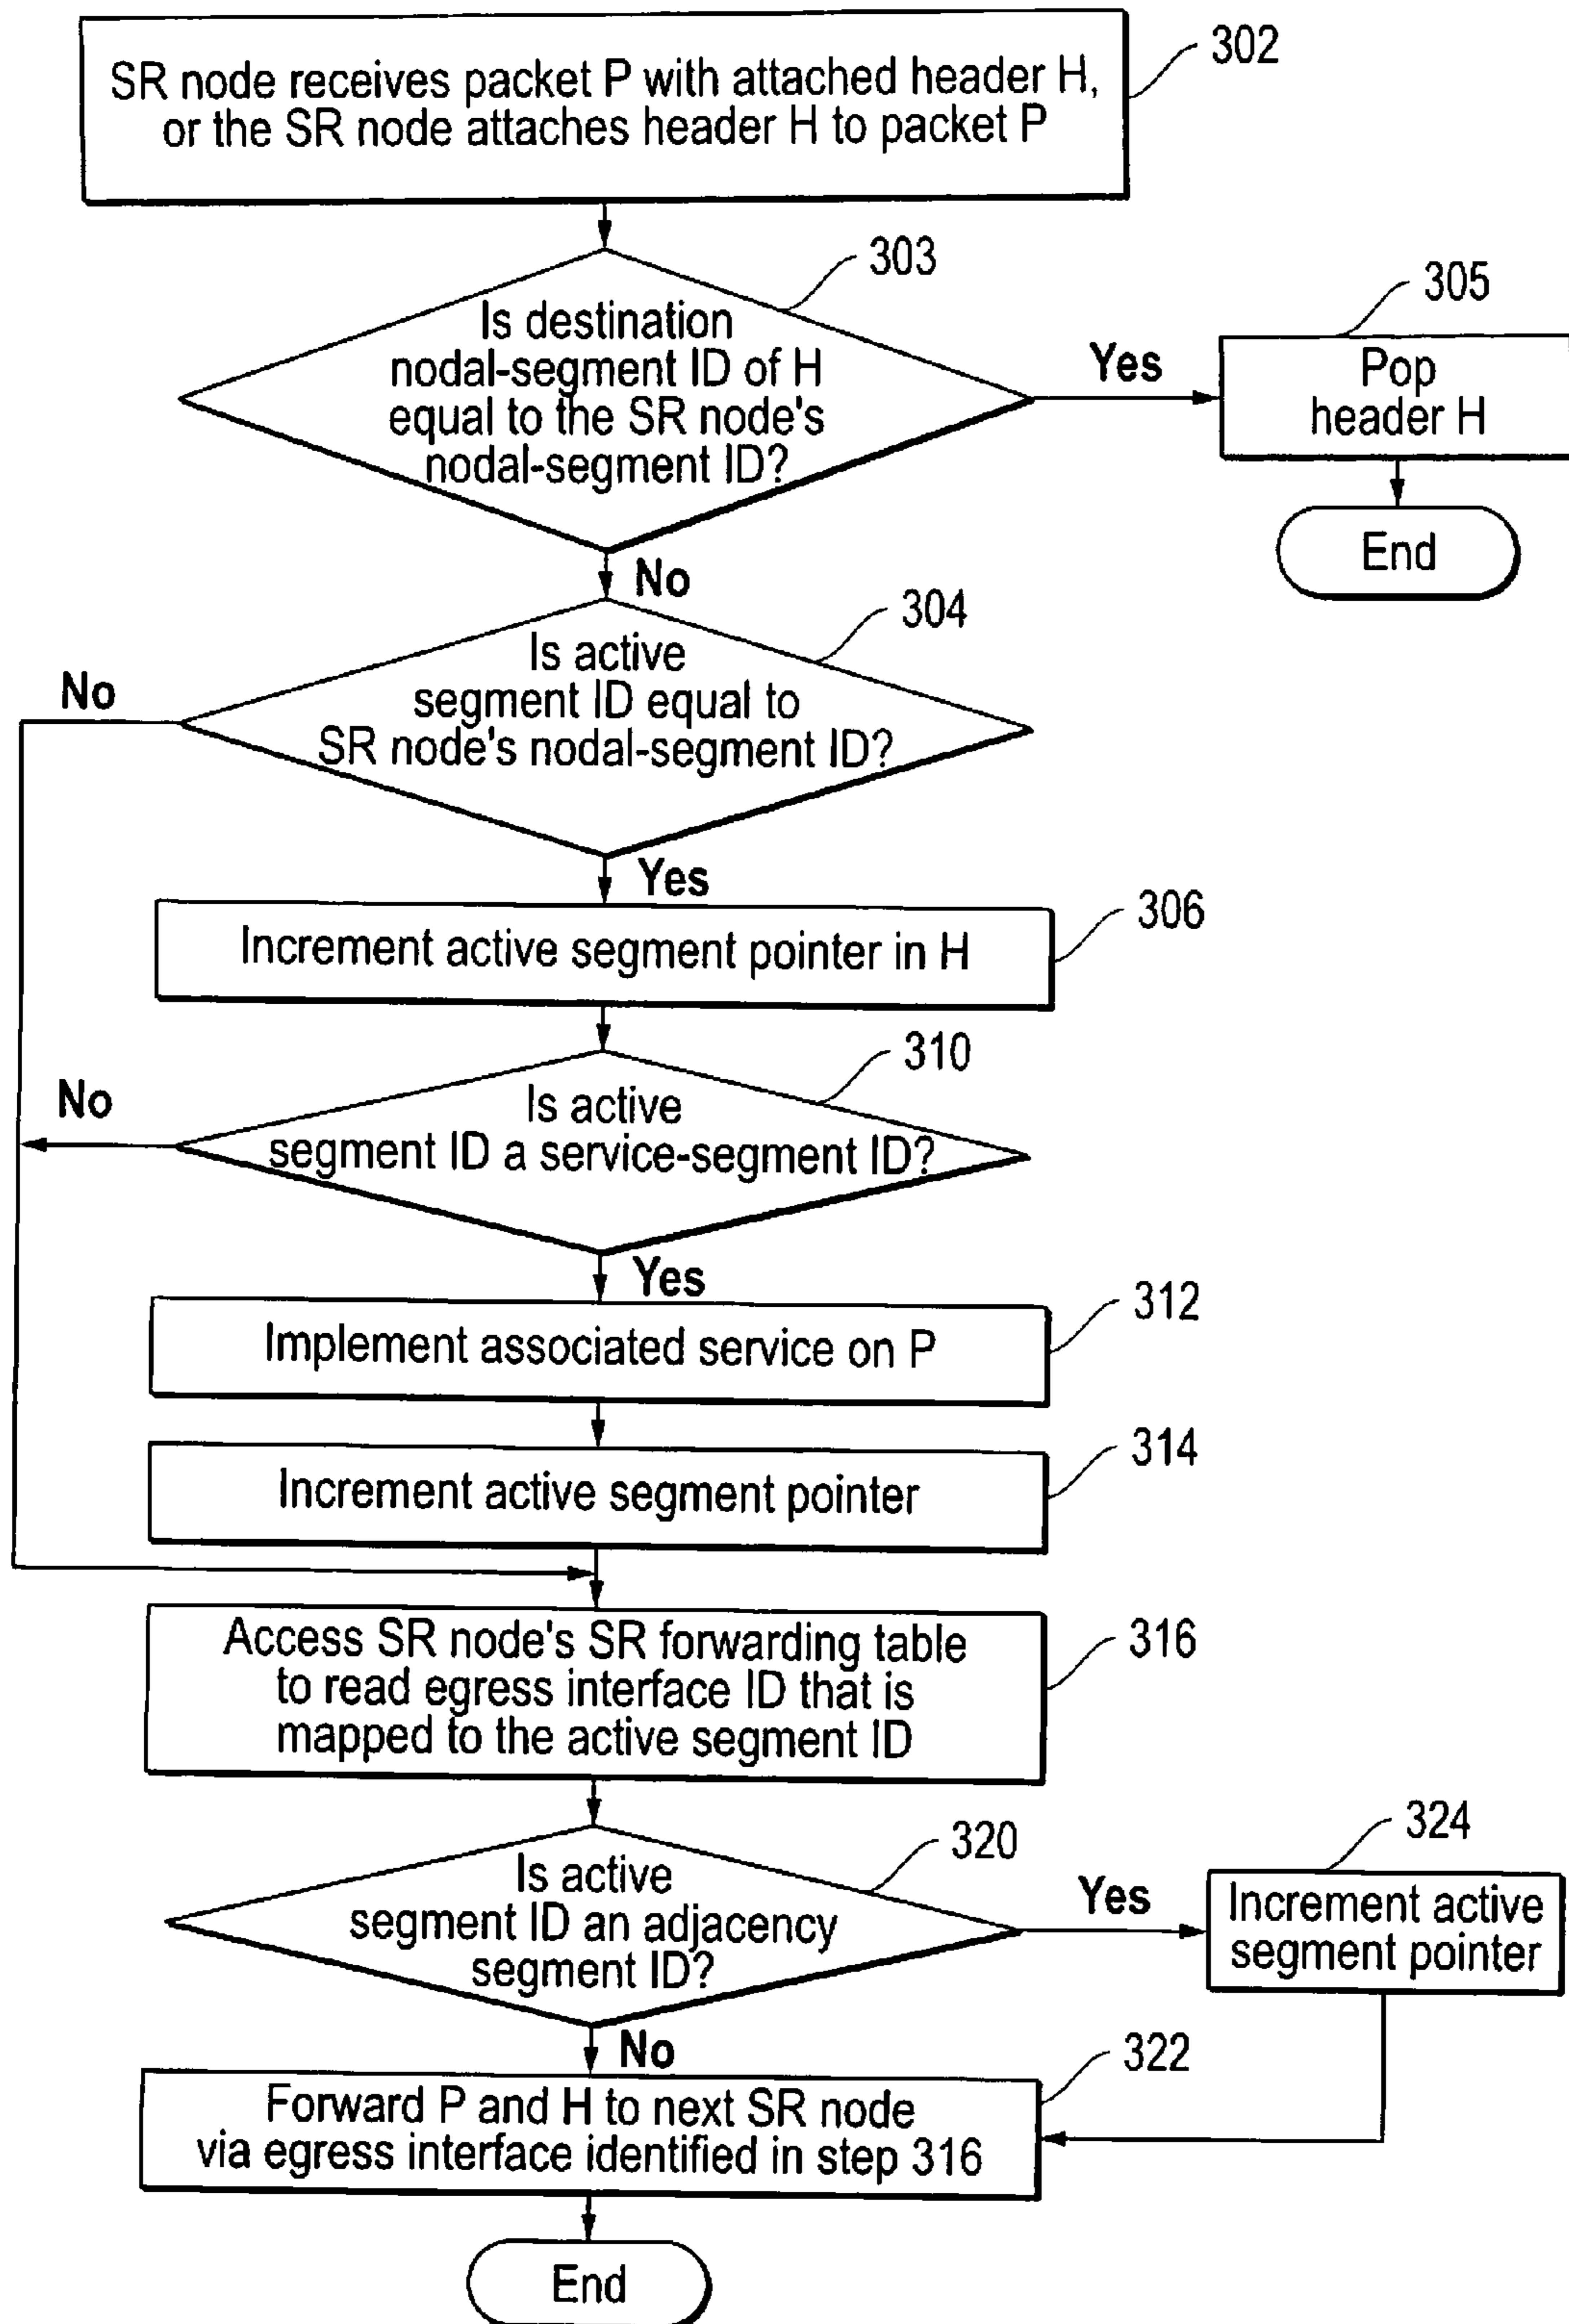 SR node receives packet P with attached header H,
or the SR node attaches header H to packet P
302
303
Is destination
nodal-segment ID of H
equal to the SR node's
nodal-segment ID?
Yes
305
Pop
header H
End
No
304
Is active
segment ID equal to
SR node's nodal-segment ID?
No
Yes
306
Increment active segment pointer in H
310
Is active
segment ID a service-segment ID?
No
Yes
312
Implement associated service on P
314
Increment active segment pointer
316
Access SR node's SR forwarding table
to read egress interface ID that is
mapped to the active segment ID
320
Is active
segment ID an adjacency
segment ID?
Yes
324
Increment active
segment pointer
No
322
Forward P and H to next SR node
via egress interface identified in step 316
End